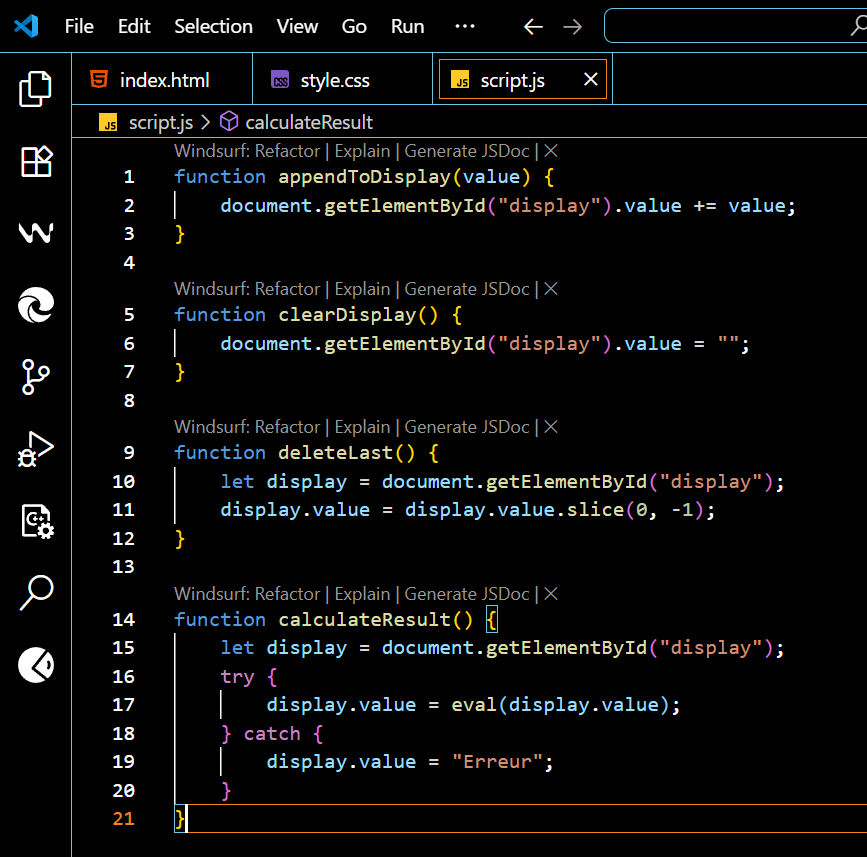 File Edit Selection View Go Run ...
index.html style.css JS script.js
JS script.js > calculateResult
Windsurf: Refactor | Explain | Generate JSDoc | X
1 function appendToDisplay(value) {
2     document.getElementById("display").value += value;
3 }
4
Windsurf: Refactor | Explain | Generate JSDoc | X
5 function clearDisplay() {
6     document.getElementById("display").value = "";
7 }
8
Windsurf: Refactor | Explain | Generate JSDoc | X
9 function deleteLast() {
10     let display = document.getElementById("display");
11     display.value = display.value.slice(0, -1);
12 }
13
Windsurf: Refactor | Explain | Generate JSDoc | X
14 function calculateResult() {
15     let display = document.getElementById("display");
16     try {
17         display.value = eval(display.value);
18     } catch {
19         display.value = "Erreur";
20     }
21 }